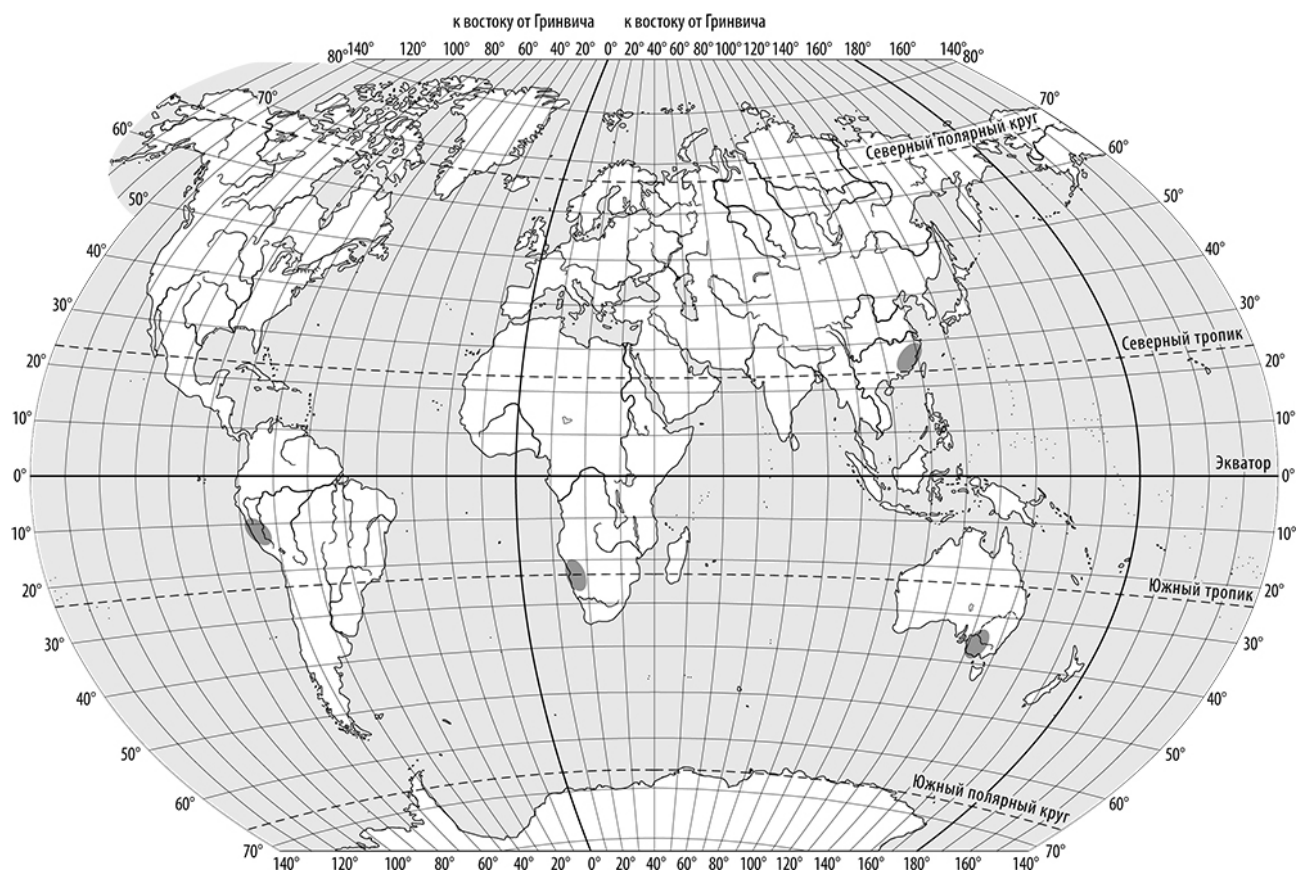 к востоку от Гринвича к востоку от Гринвича
80° 140° 120° 100° 80° 60° 40° 20° 0° 20° 40° 60° 80° 100° 120° 140° 180° 160° 140° 80°
70° 70°
60° Северный полярный круг 60°
50° 50°
40° 40°
30° 30°
Северный тропик
20° 20°
10° 10°
Экватор
0° 0°
10° 10°
Южный тропик
20° 20°
30° 30°
40° 40°
50° 50°
Южный полярный круг
60° 60°
70° 70°
140° 120° 100° 80° 60° 40° 20° 0° 20° 40° 60° 80° 100° 120° 140° 180° 160° 140°